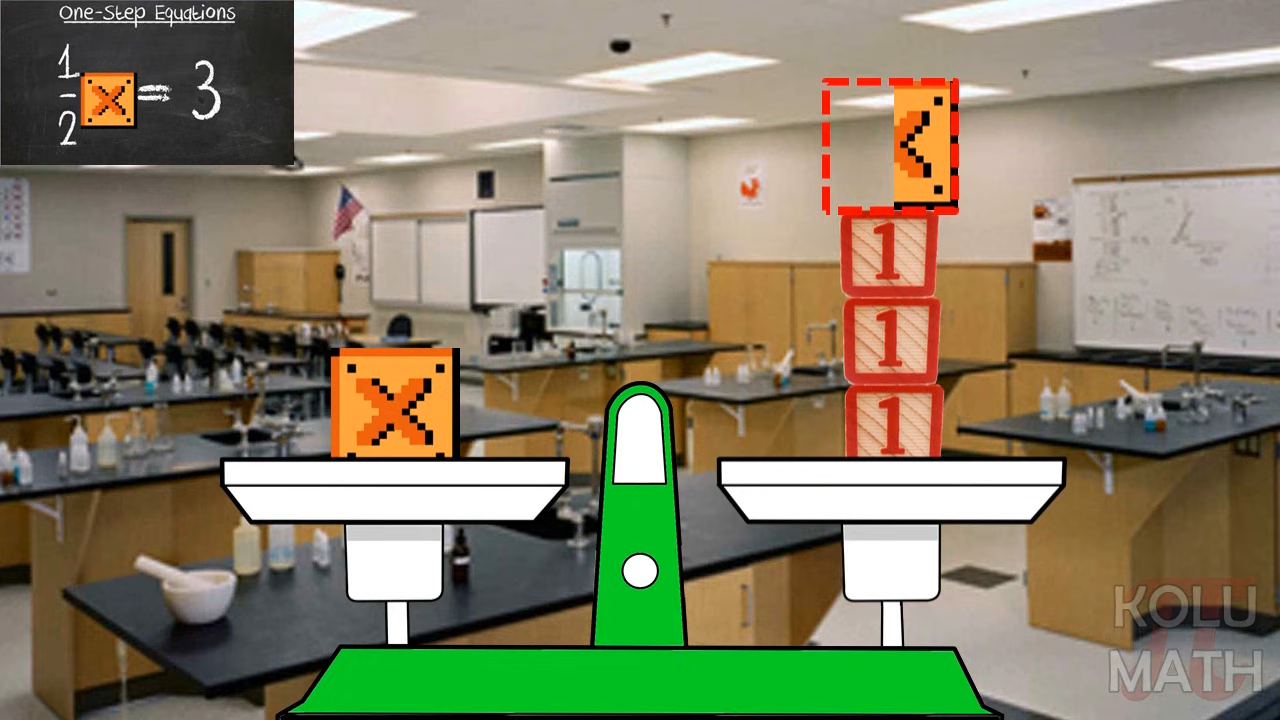 One-Step Equations
1
2
X = 3
X
1
1
1
KOLU
MATH